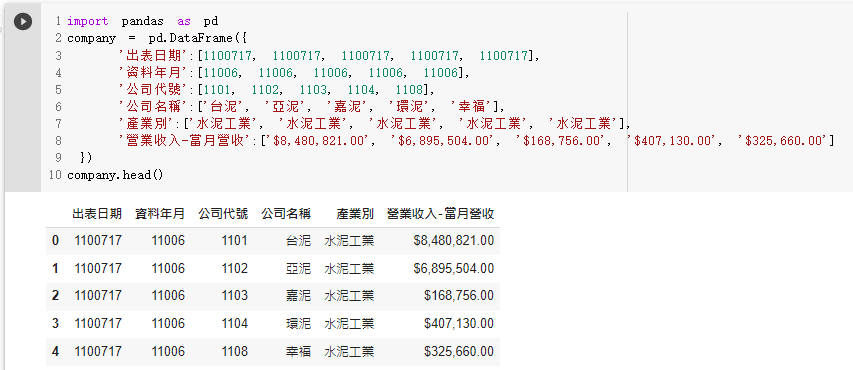 1 import pandas as pd
2 company = pd.DataFrame({
3 '出表日期':[1100717, 1100717, 1100717, 1100717, 1100717],
4 '資料年月':[11006, 11006, 11006, 11006, 11006],
5 '公司代號':[1101, 1102, 1103, 1104, 1108],
6 '公司名稱':['台泥', '亞泥', '嘉泥', '環泥', '幸福'],
7 '產業別':['水泥工業', '水泥工業', '水泥工業', '水泥工業', '水泥工業'],
8 '營業收入-當月營收':['$8,480,821.00', '$6,895,504.00', '$168,756.00', '$407,130.00', '$325,660.00']
9 })
10 company.head()
出表日期 資料年月 公司代號 公司名稱 產業別 營業收入-當月營收
0 1100717 11006 1101 台泥 水泥工業 $8,480,821.00
1 1100717 11006 1102 亞泥 水泥工業 $6,895,504.00
2 1100717 11006 1103 嘉泥 水泥工業 $168,756.00
3 1100717 11006 1104 環泥 水泥工業 $407,130.00
4 1100717 11006 1108 幸福 水泥工業 $325,660.00